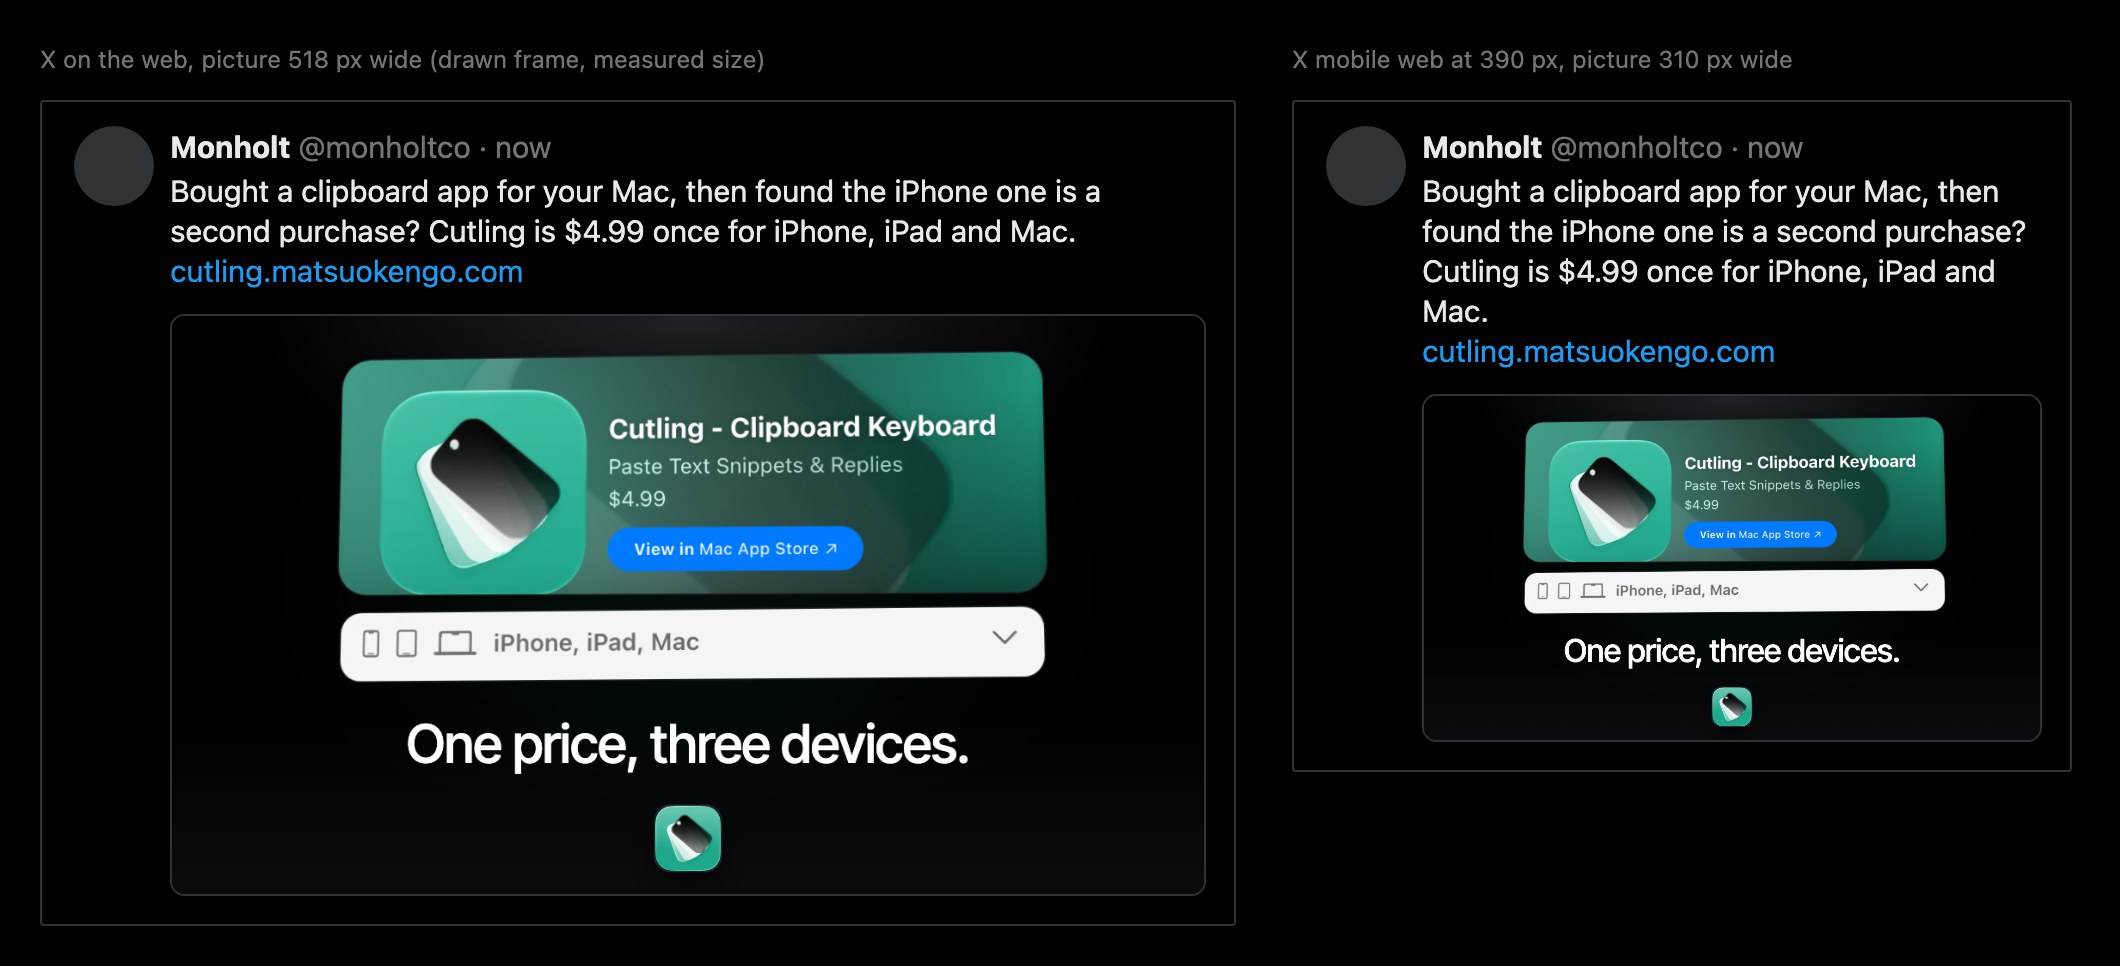 X on the web, picture 518 px wide (drawn frame, measured size)
Monholt @monholtco · now
Bought a clipboard app for your Mac, then found the iPhone one is a
second purchase? Cutling is $4.99 once for iPhone, iPad and Mac.
cutling.matsuokengo.com
Cutling - Clipboard Keyboard
Paste Text Snippets & Replies
$4.99
View in Mac App Store ↗
iPhone, iPad, Mac
One price, three devices.
X mobile web at 390 px, picture 310 px wide
Monholt @monholtco · now
Bought a clipboard app for your Mac, then
found the iPhone one is a second purchase?
Cutling is $4.99 once for iPhone, iPad and
Mac.
cutling.matsuokengo.com
Cutling - Clipboard Keyboard
Paste Text Snippets & Replies
$4.99
View in Mac App Store ↗
iPhone, iPad, Mac
One price, three devices.